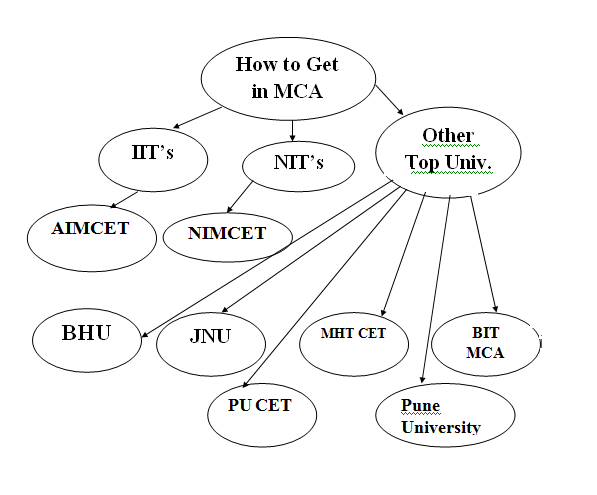 How to Get
in MCA
IIT's
NIT's
Other
Top Univ.
AIMCET
NIMCET
BHU
JNU
MHT CET
BIT
MCA
PU CET
Pune
University